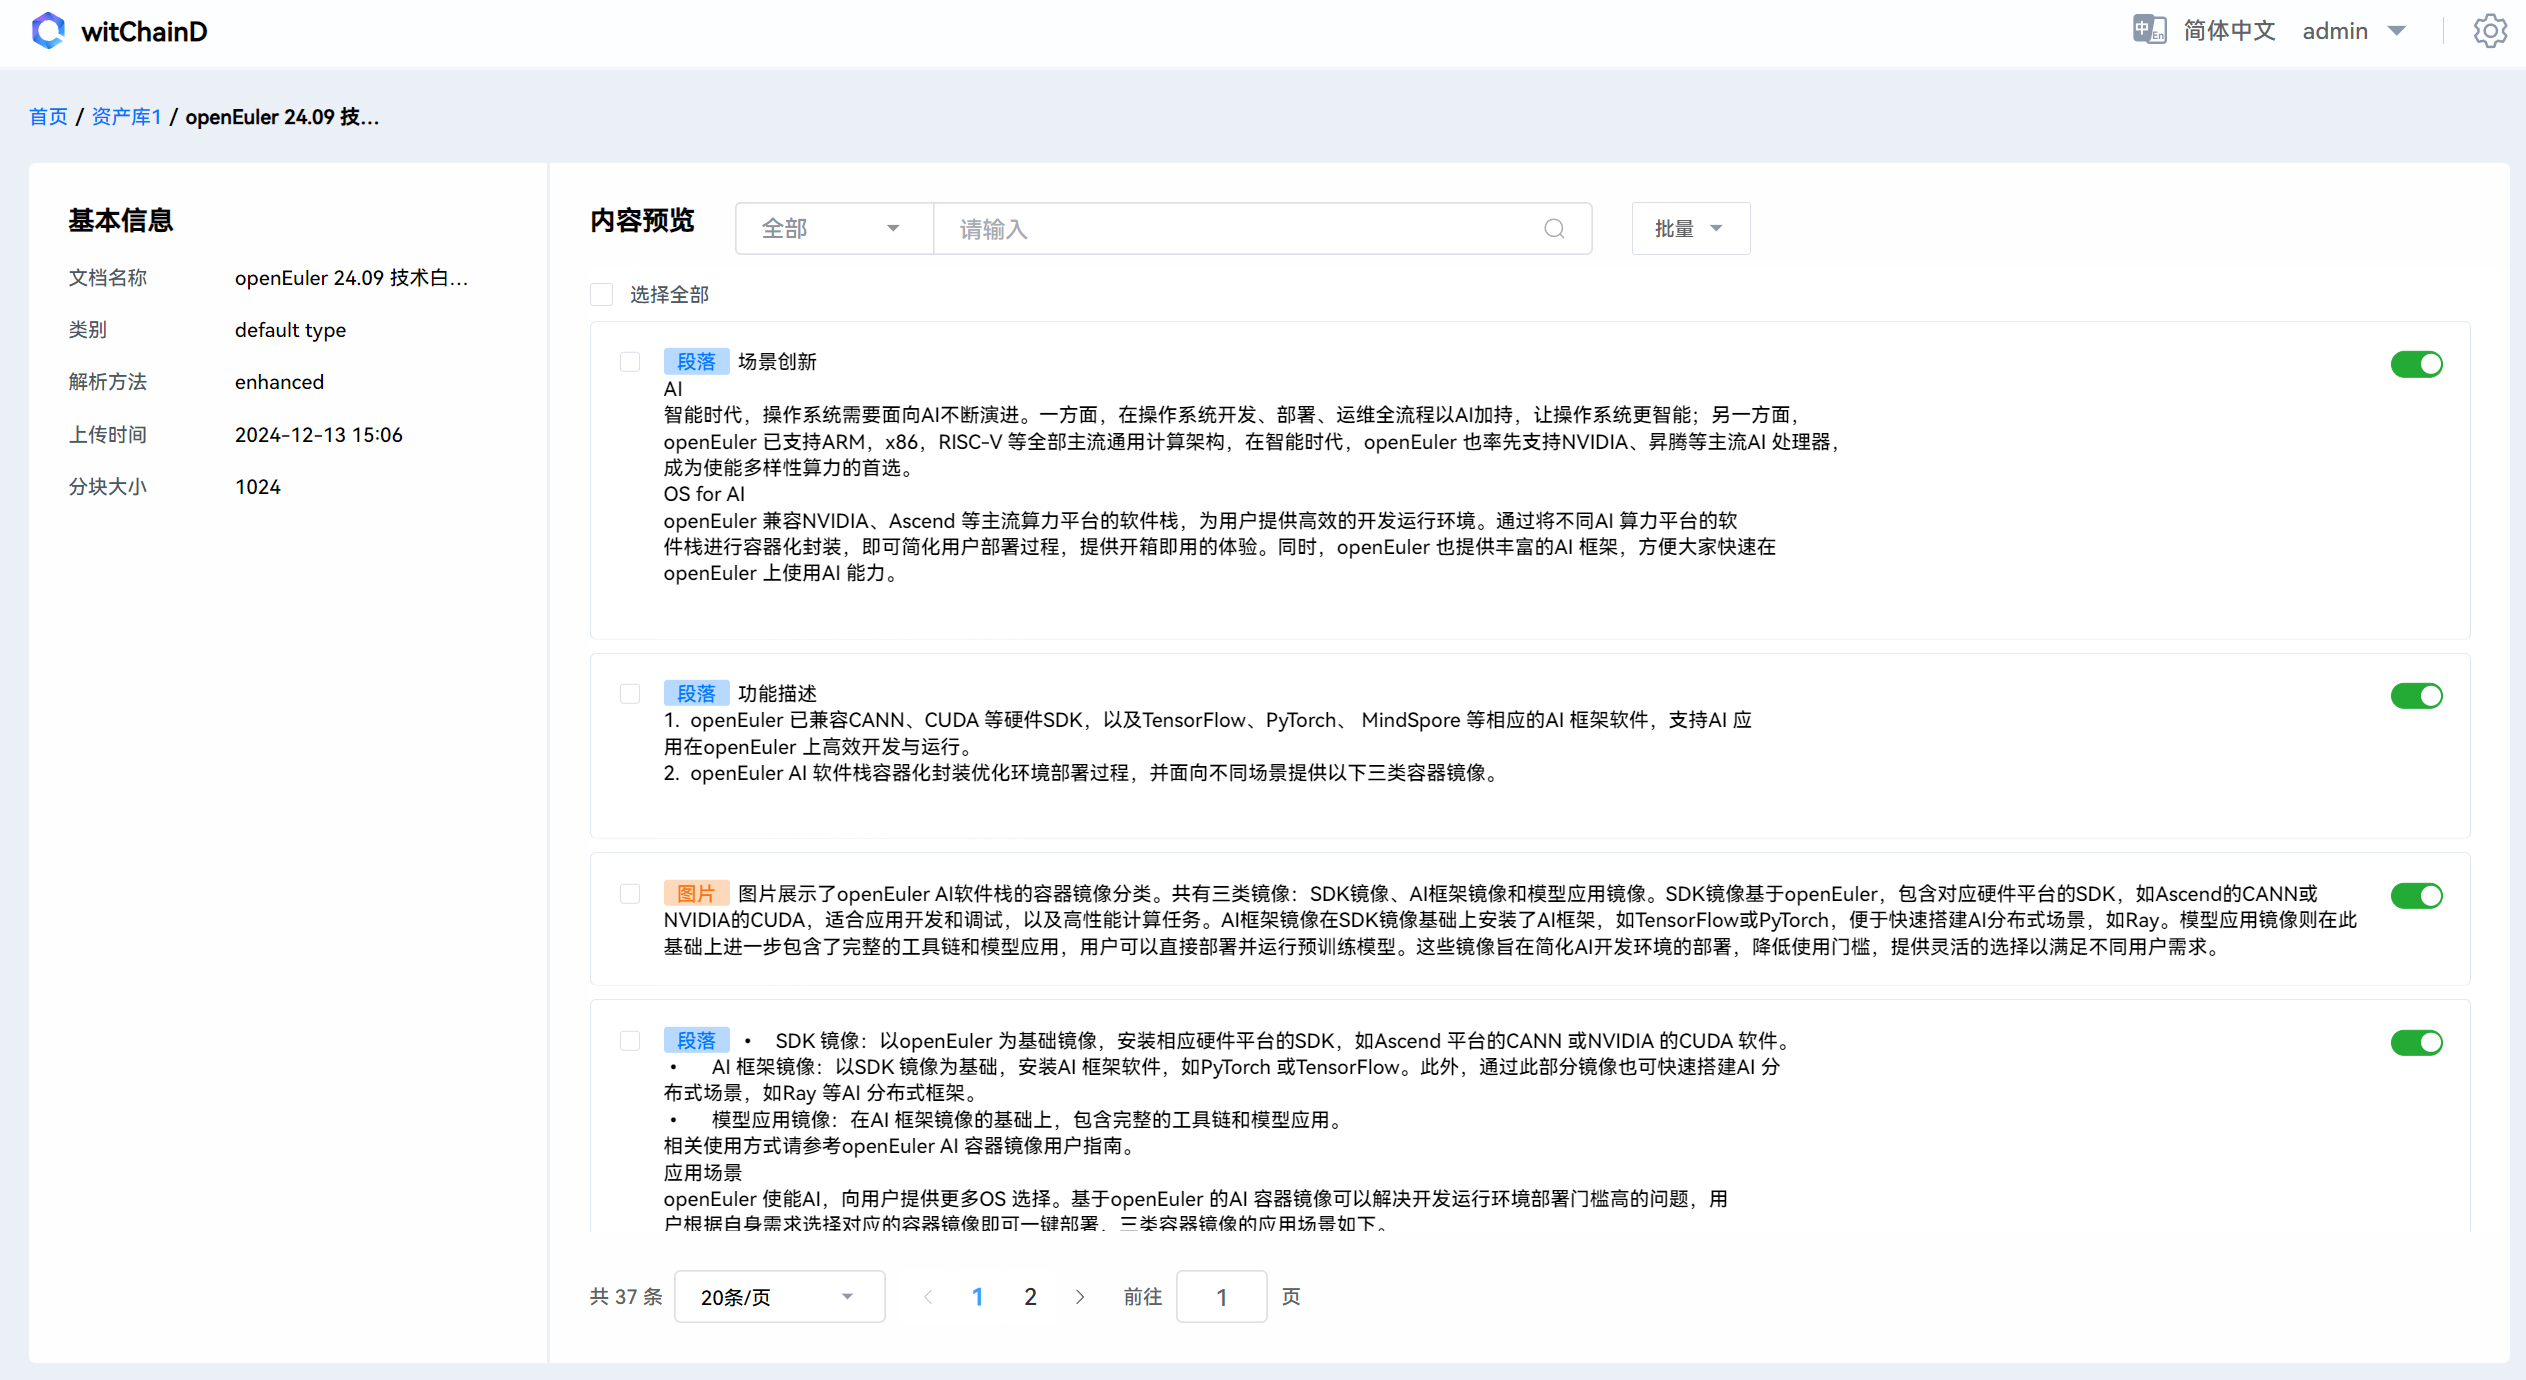 witChainD
简体中文 admin
首页 / 资产库1 / openEuler 24.09 技...
基本信息
文档名称 openEuler 24.09 技术白...
类别 default type
解析方法 enhanced
上传时间 2024-12-13 15:06
分块大小 1024
内容预览 全部 请输入 批量
选择全部
段落 场景创新
AI
智能时代，操作系统需要面向AI不断演进。一方面，在操作系统开发、部署、运维全流程以AI加持，让操作系统更智能；另一方面，
openEuler 已支持ARM，x86，RISC-V 等全部主流通用计算架构，在智能时代，openEuler 也率先支持NVIDIA、昇腾等主流AI 处理器，
成为使能多样性算力的首选。
OS for AI
openEuler 兼容NVIDIA、Ascend 等主流算力平台的软件栈，为用户提供高效的开发运行环境。通过将不同AI 算力平台的软
件栈进行容器化封装，即可简化用户部署过程，提供开箱即用的体验。同时，openEuler 也提供丰富的AI 框架，方便大家快速在
openEuler 上使用AI 能力。
段落 功能描述
1. openEuler 已兼容CANN、CUDA 等硬件SDK，以及TensorFlow、PyTorch、 MindSpore 等相应的AI 框架软件，支持AI 应
用在openEuler 上高效开发与运行。
2. openEuler AI 软件栈容器化封装优化环境部署过程，并面向不同场景提供以下三类容器镜像。
图片 图片展示了openEuler AI软件栈的容器镜像分类。共有三类镜像：SDK镜像、AI框架镜像和模型应用镜像。SDK镜像基于openEuler，包含对应硬件平台的SDK，如Ascend的CANN或
NVIDIA的CUDA，适合应用开发和调试，以及高性能计算任务。AI框架镜像在SDK镜像基础上安装了AI框架，如TensorFlow或PyTorch，便于快速搭建AI分布式场景，如Ray。模型应用镜像则在此
基础上进一步包含了完整的工具链和模型应用，用户可以直接部署并运行预训练模型。这些镜像旨在简化AI开发环境的部署，降低使用门槛，提供灵活的选择以满足不同用户需求。
段落 • SDK 镜像：以openEuler 为基础镜像，安装相应硬件平台的SDK，如Ascend 平台的CANN 或NVIDIA 的CUDA 软件。
• AI 框架镜像：以SDK 镜像为基础，安装AI 框架软件，如PyTorch 或TensorFlow。此外，通过此部分镜像也可快速搭建AI 分
布式场景，如Ray 等AI 分布式框架。
• 模型应用镜像：在AI 框架镜像的基础上，包含完整的工具链和模型应用。
相关使用方式请参考openEuler AI 容器镜像用户指南。
应用场景
openEuler 使能AI，向用户提供更多OS 选择。基于openEuler 的AI 容器镜像可以解决开发运行环境部署门槛高的问题，用
户根据自身需求选择对应的容器镜像即可一键部署，三类容器镜像的应用场景如下。
共 37 条 20条/页 1 2 前往 1 页